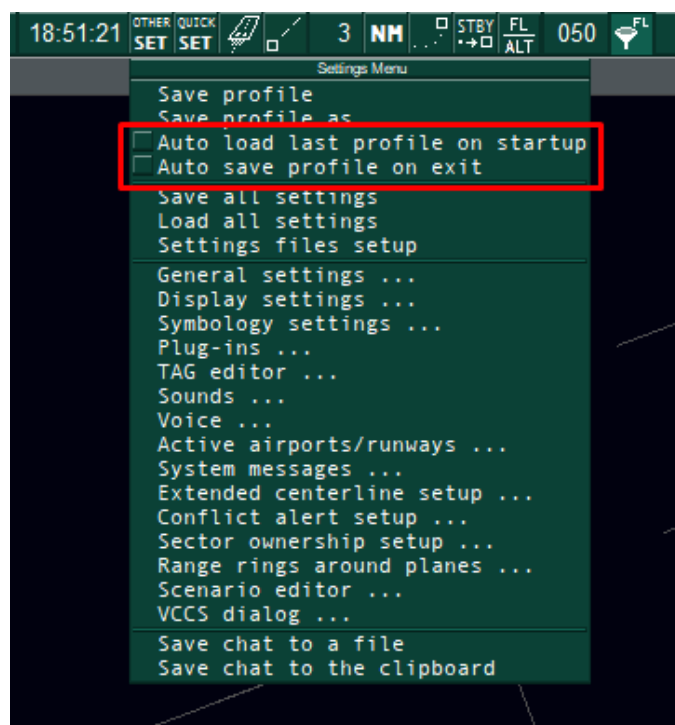 18:51:21 OTHER SET QUICK SET 3 NM STBY FL ALT 050 FL
Settings Menu
Save profile
Save profile as
Auto load last profile on startup
Auto save profile on exit
Save all settings
Load all settings
Settings files setup
General settings ...
Display settings ...
Symbology settings ...
Plug-ins ...
TAG editor ...
Sounds ...
Voice ...
Active airports/runways ...
System messages ...
Extended centerline setup ...
Conflict alert setup ...
Sector ownership setup ...
Range rings around planes ...
Scenario editor ...
VCCS dialog ...
Save chat to a file
Save chat to the clipboard